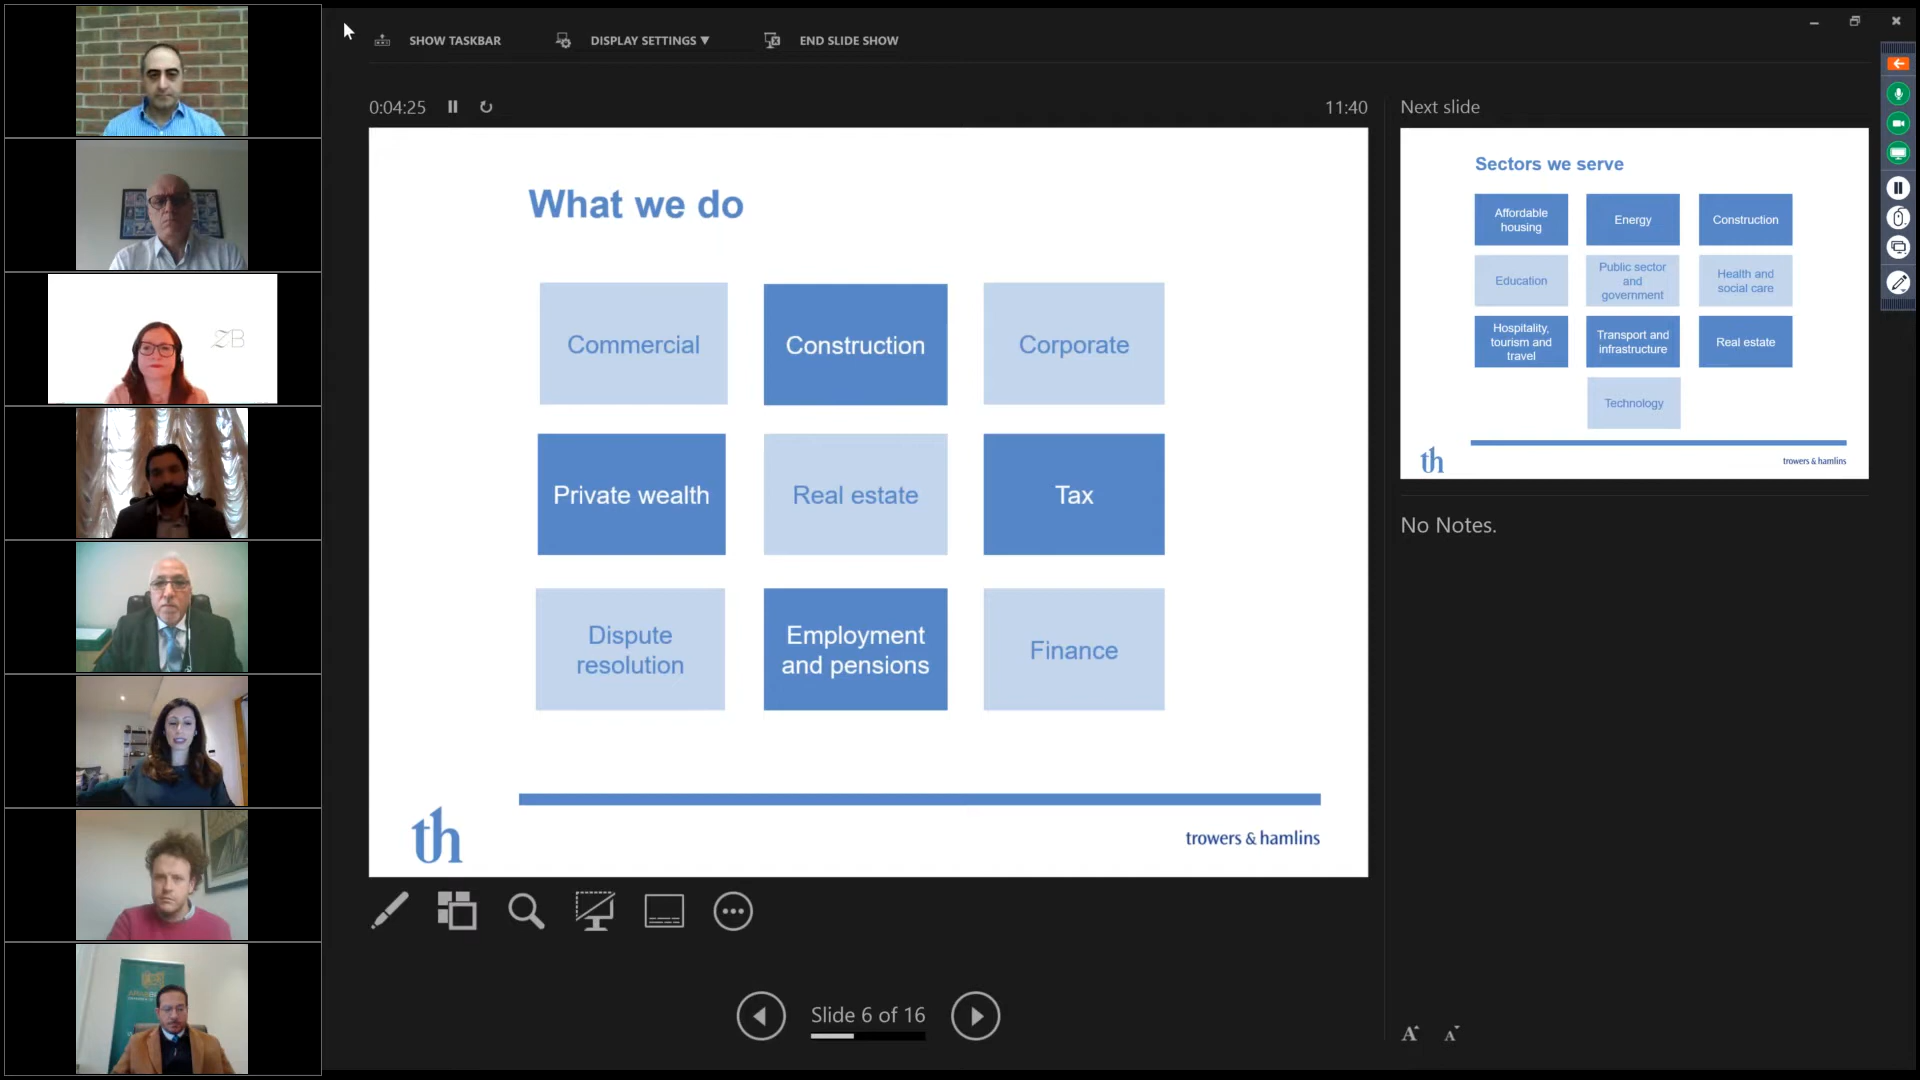 SHOW TASKBAR
DISPLAY SETTINGS ▼
END SLIDE SHOW
0:04:25
11:40
Next slide
What we do
Commercial
Construction
Corporate
Private wealth
Real estate
Tax
Dispute
resolution
Employment
and pensions
Finance
th
trowers & hamlins
Sectors we serve
Affordable
housing
Energy
Construction
Education
Public sector
and
government
Health and
social care
Hospitality,
tourism and
travel
Transport and
infrastructure
Real estate
Technology
th
trowers & hamlins
No Notes.
Slide 6 of 16
A
A
ZB